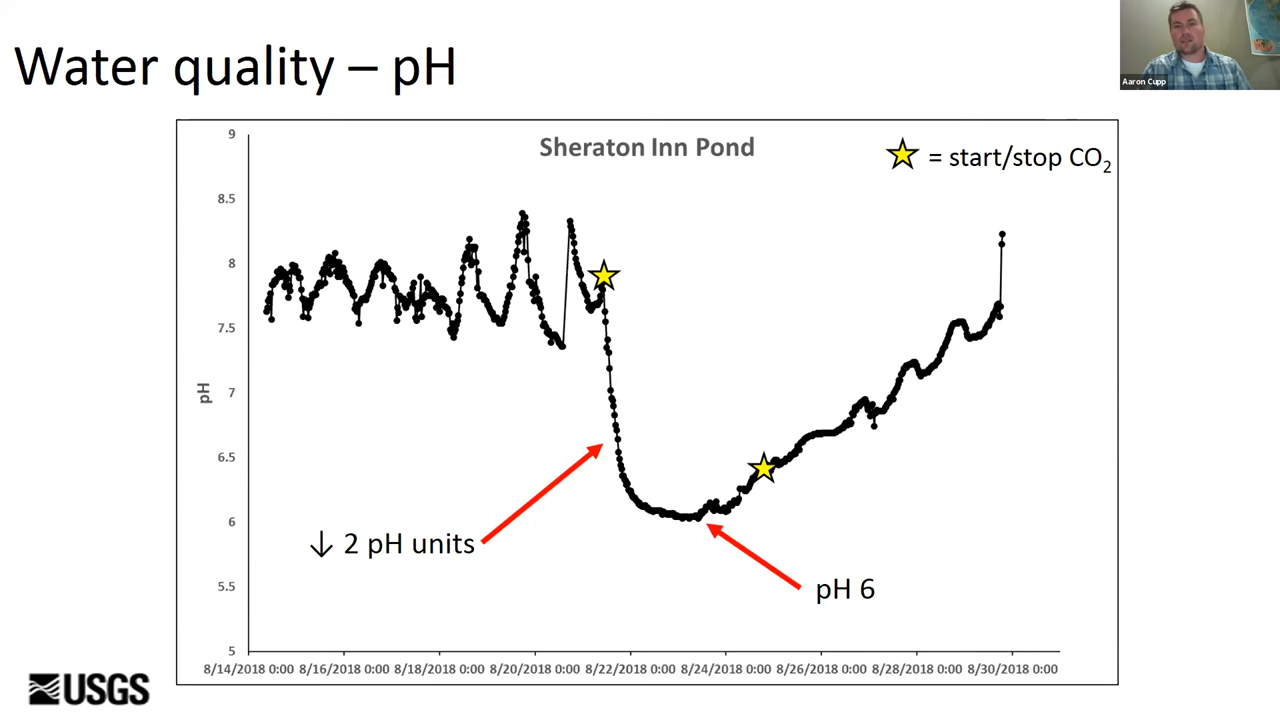 Water quality – pH
Aaron Cupp
Sheraton Inn Pond
= start/stop CO₂
9
8.5
8
7.5
7
6.5
6
5.5
5
pH
↓ 2 pH units
pH 6
8/14/2018 0:00 8/16/2018 0:00 8/18/2018 0:00 8/20/2018 0:00 8/22/2018 0:00 8/24/2018 0:00 8/26/2018 0:00 8/28/2018 0:00 8/30/2018 0:00
USGS